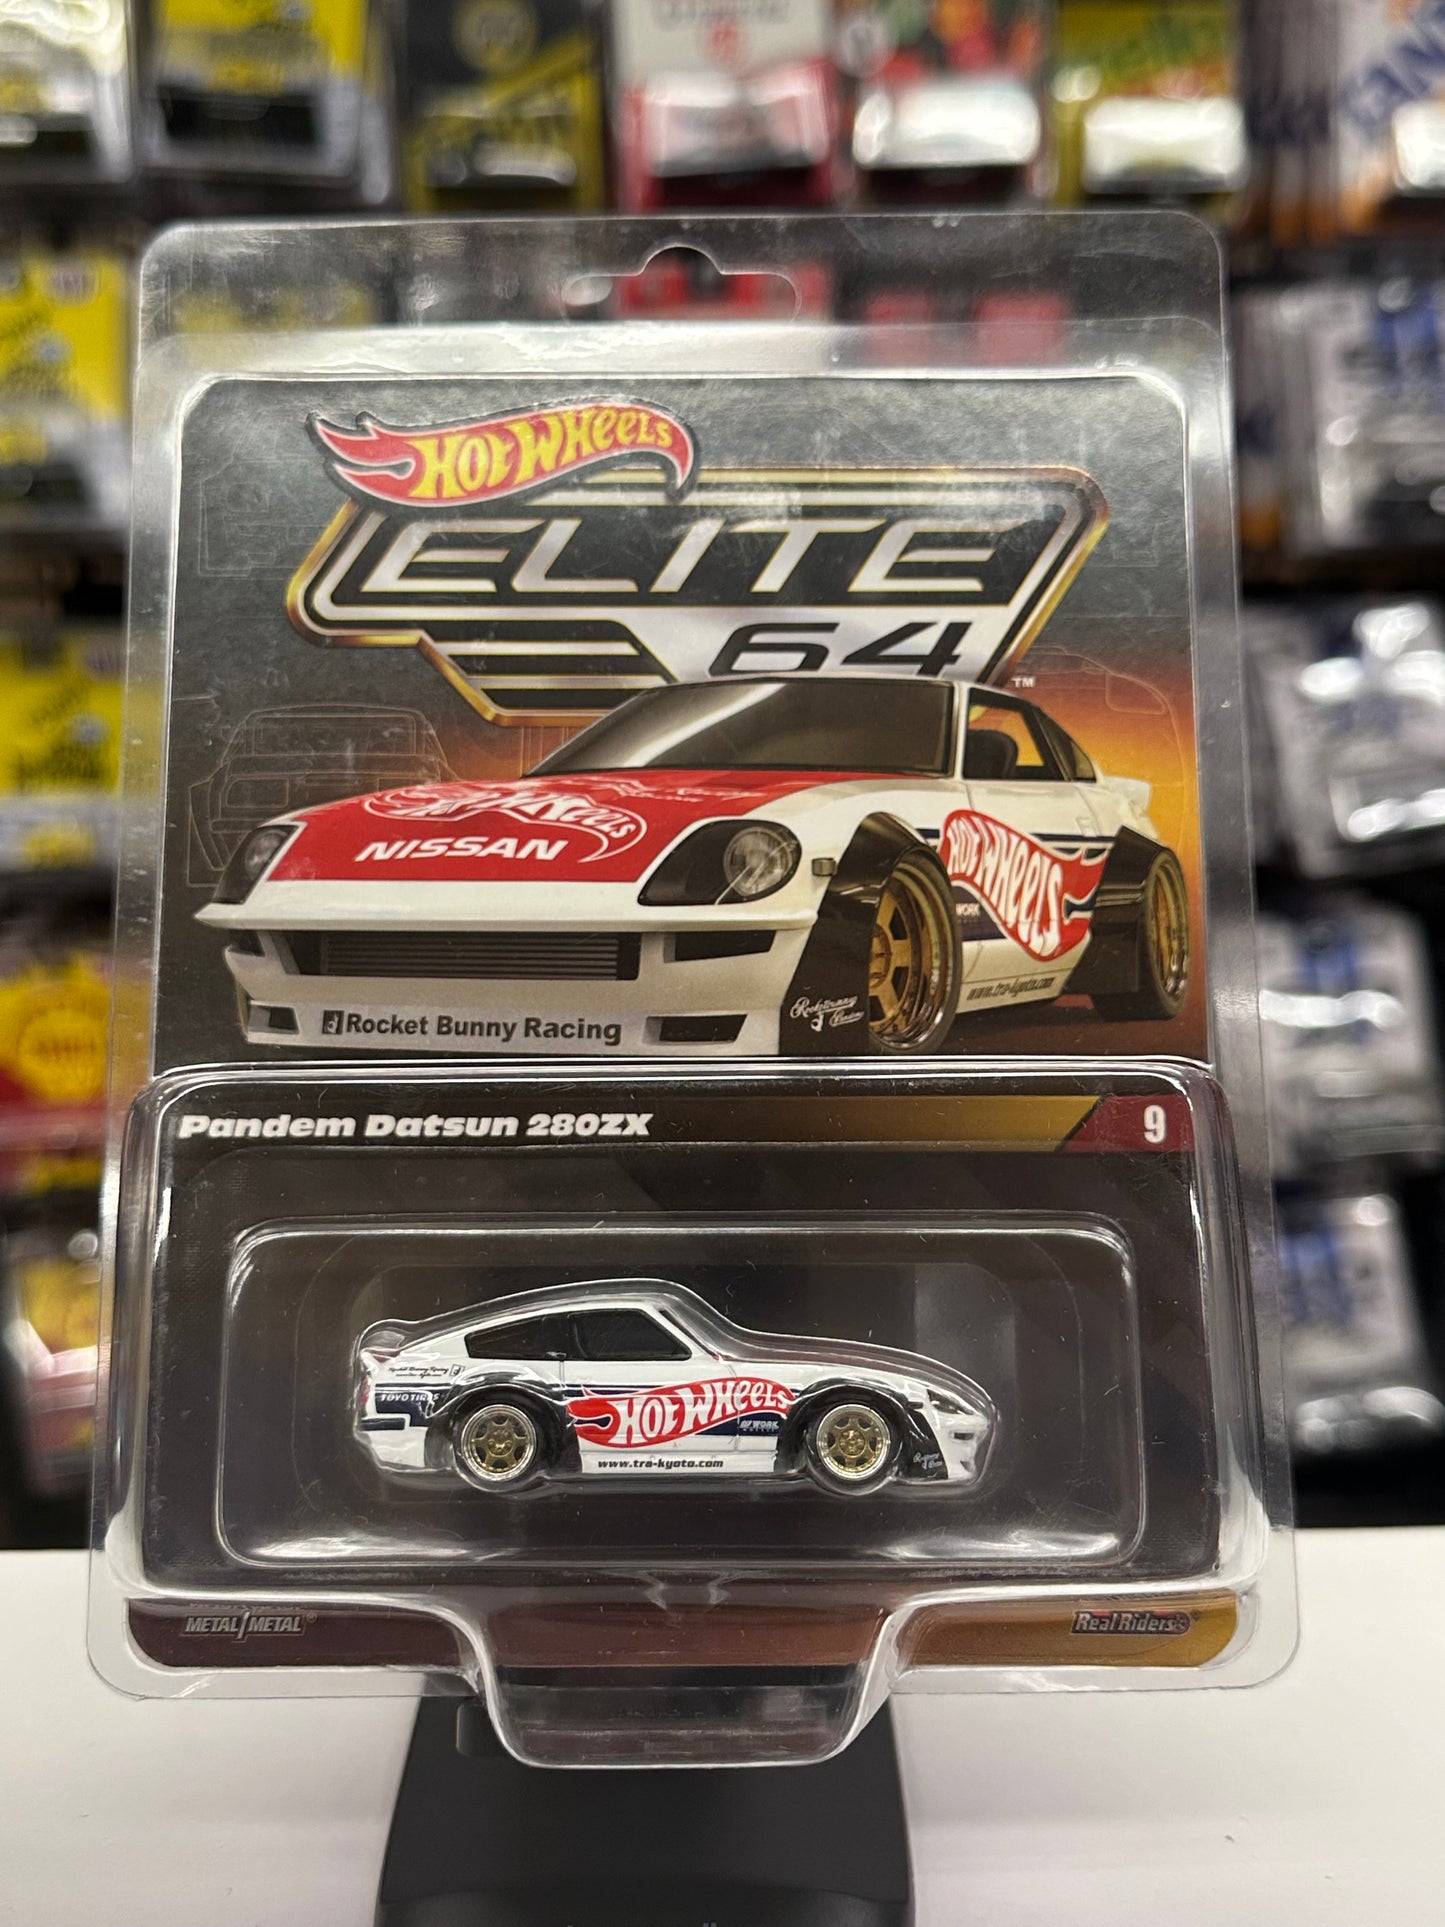 HOT WHEELS
ELITE
64
™
HOT WHEELS
NISSAN
HOT WHEELS
WORK
www.tra-kyoto.com
Rocket Bunny Racing
Pandem Datsun 280ZX
9
TOYO TIRES
HOT WHEELS
WORK
www.tra-kyoto.com
METAL/METAL®
Real Riders®